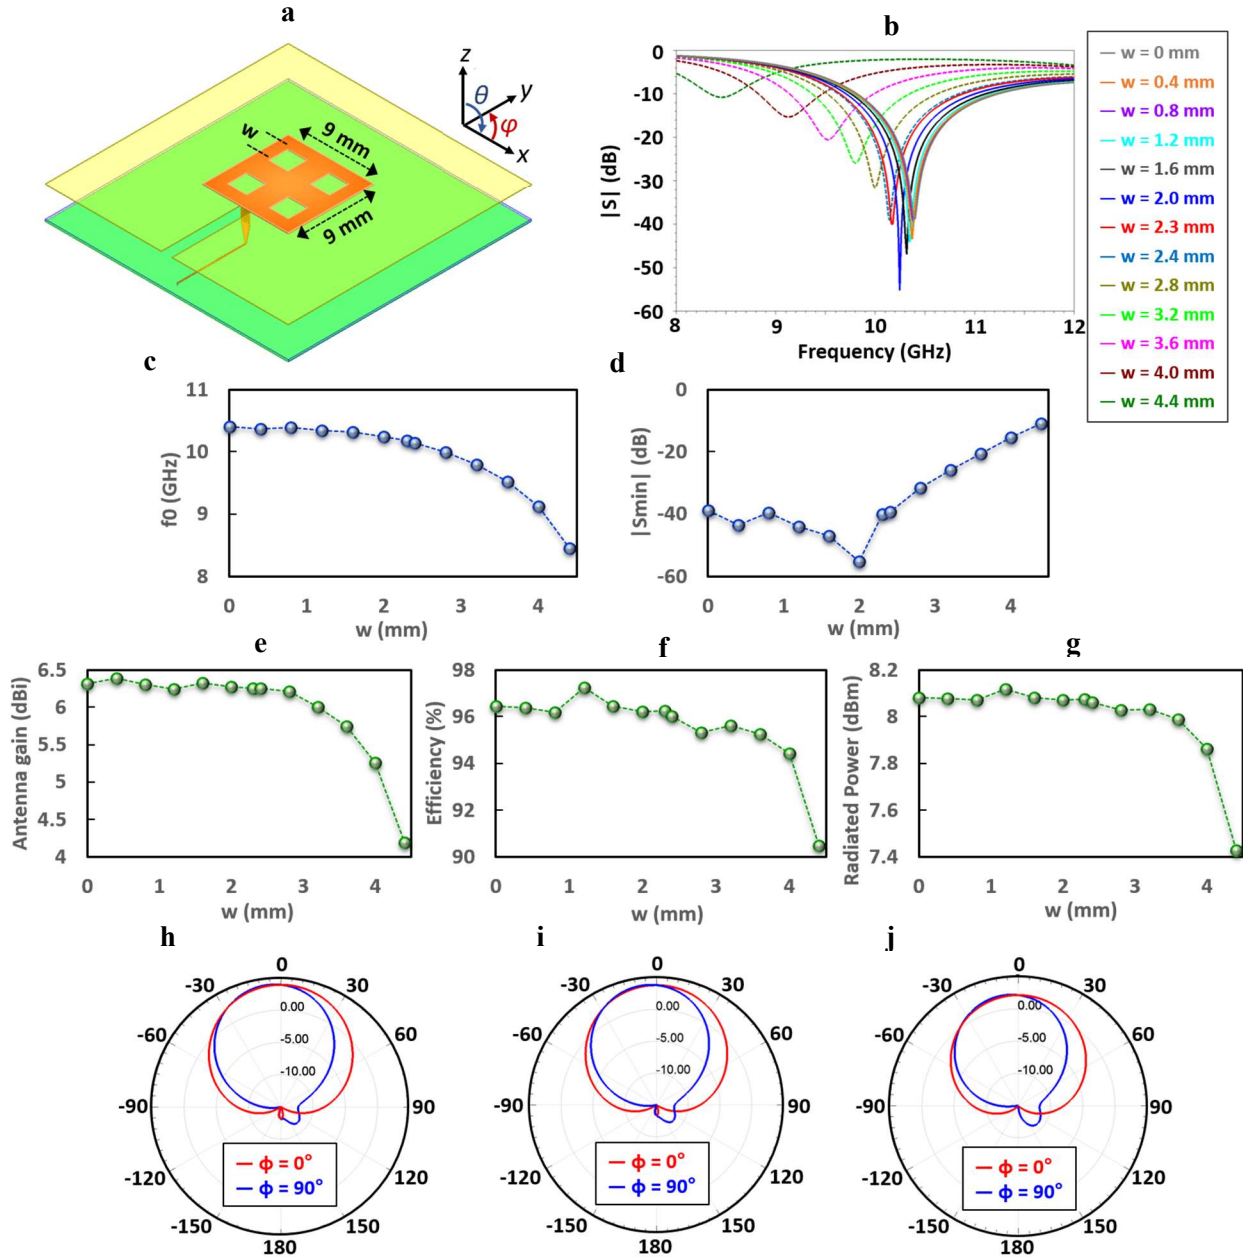 a
z
θ
y
φ
x
w
9 mm
9 mm
b
|S| (dB)
0
-10
-20
-30
-40
-50
-60
8
9
10
11
12
Frequency (GHz)
w = 0 mm
w = 0.4 mm
w = 0.8 mm
w = 1.2 mm
w = 1.6 mm
w = 2.0 mm
w = 2.3 mm
w = 2.4 mm
w = 2.8 mm
w = 3.2 mm
w = 3.6 mm
w = 4.0 mm
w = 4.4 mm
c
f0 (GHz)
11
10
9
8
0 1 2 3 4
w (mm)
d
|Smin| (dB)
0
-20
-40
-60
0 1 2 3 4
w (mm)
e
Antenna gain (dBi)
6.5
6
5.5
5
4.5
4
0 1 2 3 4
w (mm)
f
Efficiency (%)
98
96
94
92
90
0 1 2 3 4
w (mm)
g
Radiated Power (dBm)
8.2
8
7.8
7.6
7.4
0 1 2 3 4
w (mm)
h
0
-30 30
-60 60
-90 90
-120 120
-150 150
180
0.00
-5.00
-10.00
ϕ = 0°
ϕ = 90°
i
0
-30 30
-60 60
-90 90
-120 120
-150 150
180
0.00
-5.00
-10.00
ϕ = 0°
ϕ = 90°
j
0
-30 30
-60 60
-90 90
-120 120
-150 150
180
0.00
-5.00
-10.00
ϕ = 0°
ϕ = 90°